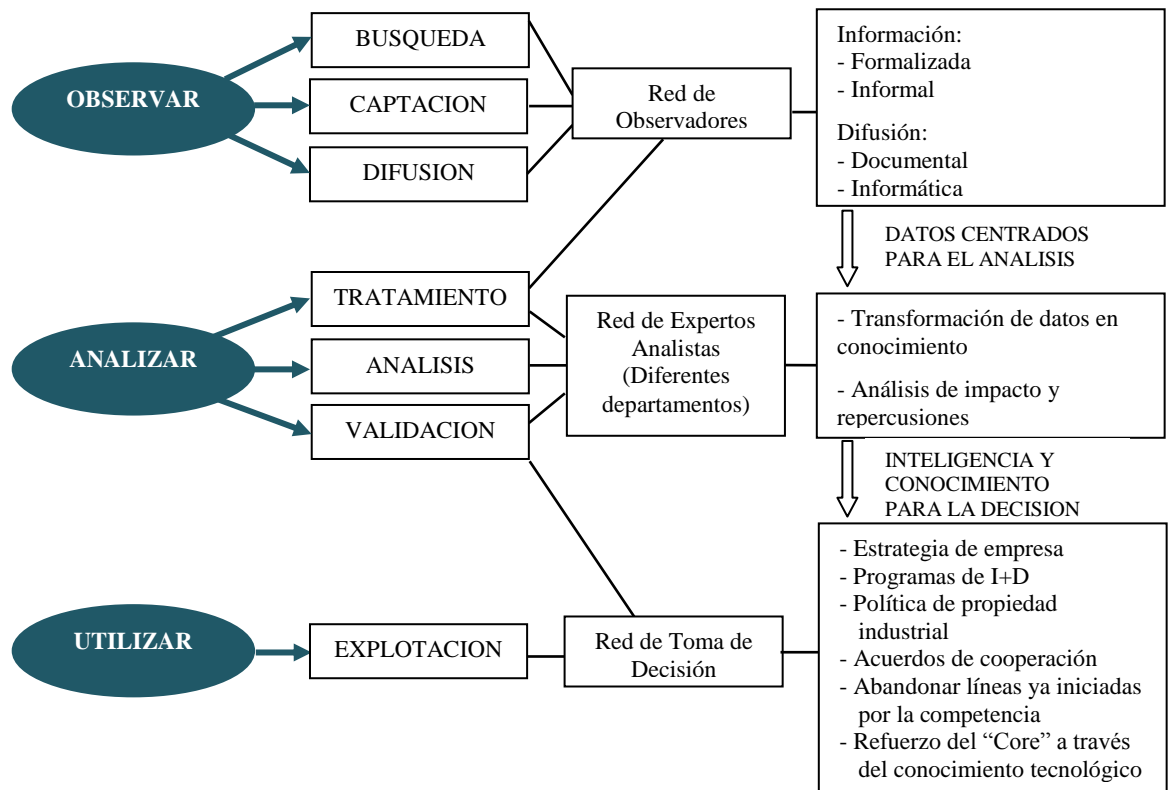 OBSERVAR
BUSQUEDA
CAPTACION
DIFUSION
Red de
Observadores
Información:
- Formalizada
- Informal
Difusión:
- Documental
- Informática
DATOS CENTRADOS
PARA EL ANALISIS
ANALIZAR
TRATAMIENTO
ANALISIS
VALIDACION
Red de Expertos
Analistas
(Diferentes
departamentos)
- Transformación de datos en
conocimiento
- Análisis de impacto y
repercusiones
INTELIGENCIA Y
CONOCIMIENTO
PARA LA DECISION
UTILIZAR
EXPLOTACION
Red de Toma de
Decisión
- Estrategia de empresa
- Programas de I+D
- Política de propiedad
industrial
- Acuerdos de cooperación
- Abandonar líneas ya iniciadas
por la competencia
- Refuerzo del “Core” a través
del conocimiento tecnológico